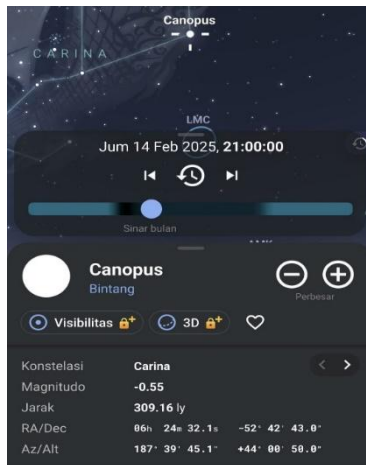 Canopus
CARINA
LMC
Jum 14 Feb 2025, 21:00:00
Sinar bulan
Canopus
Bintang
Perbesar
Visibilitas 3D
Konstelasi Carina
Magnitudo -0.55
Jarak 309.16 ly
RA/Dec 06h 24m 32.1s -52° 42' 43.0"
Az/Alt 187° 39' 45.1" +44° 00' 50.0"